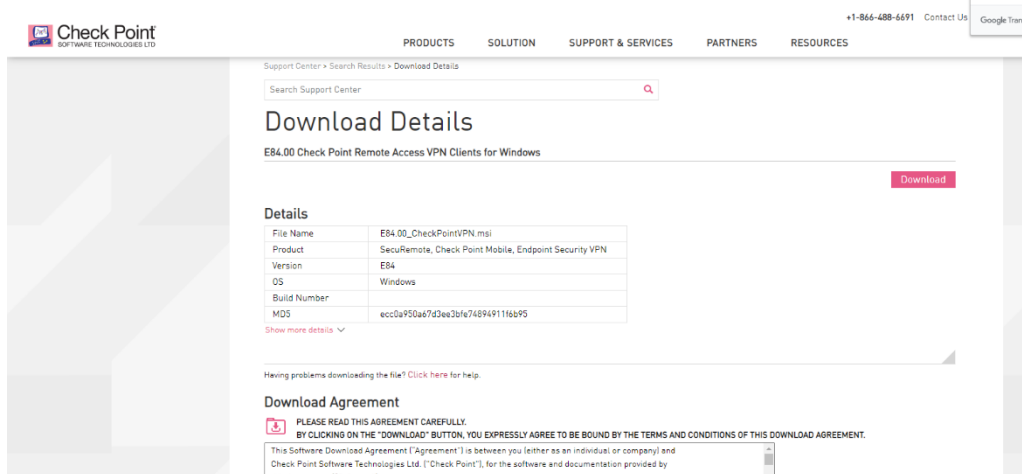 +1-866-488-6691 Contact Us
Google Tran
Check Point
SOFTWARE TECHNOLOGIES LTD
PRODUCTS SOLUTION SUPPORT & SERVICES PARTNERS RESOURCES
Support Center > Search Results > Download Details
Search Support Center
Download Details
E84.00 Check Point Remote Access VPN Clients for Windows
Download
Details
File Name E84.00_CheckPointVPN.msi
Product SecuRemote, Check Point Mobile, Endpoint Security VPN
Version E84
OS Windows
Build Number
MD5 ecc0a950a67d3ee3bfe74894911f6b95
Show more details
Having problems downloading the file? Click here for help.
Download Agreement
PLEASE READ THIS AGREEMENT CAREFULLY.
BY CLICKING ON THE "DOWNLOAD" BUTTON, YOU EXPRESSLY AGREE TO BE BOUND BY THE TERMS AND CONDITIONS OF THIS DOWNLOAD AGREEMENT.
This Software Download Agreement ("Agreement") is between you (either as an individual or company) and
Check Point Software Technologies Ltd. ("Check Point"), for the software and documentation provided by